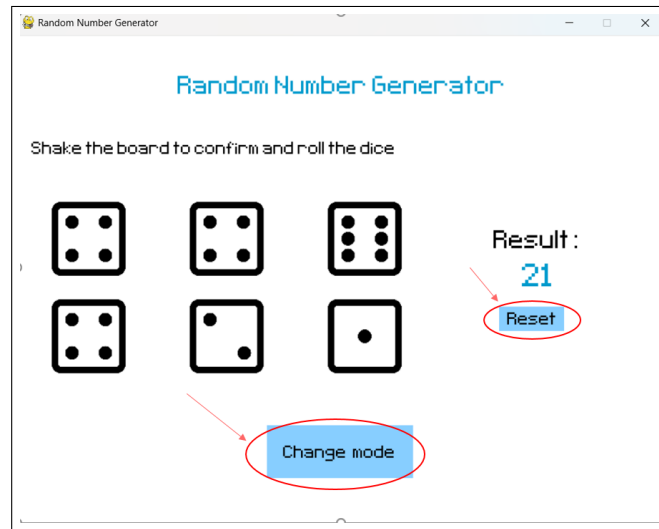 Random Number Generator
Random Number Generator
Shake the board to confirm and roll the dice
Result :
21
Reset
Change mode